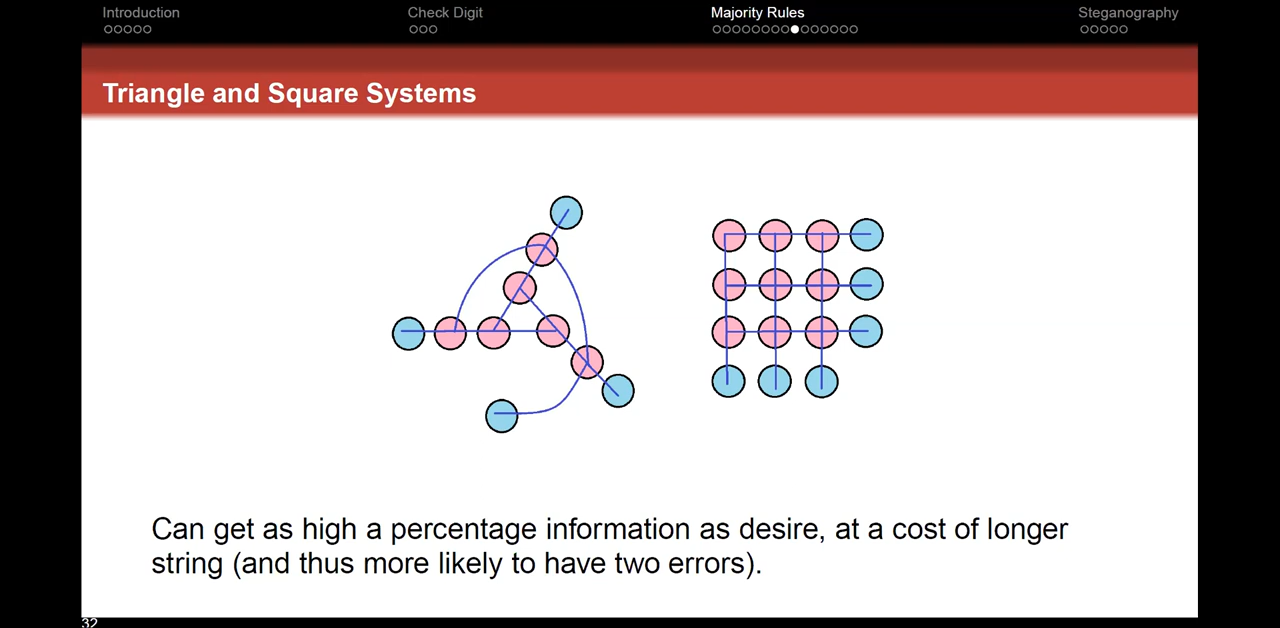 Introduction
Check Digit
Majority Rules
Steganography
Triangle and Square Systems
Can get as high a percentage information as desire, at a cost of longer
string (and thus more likely to have two errors).
32